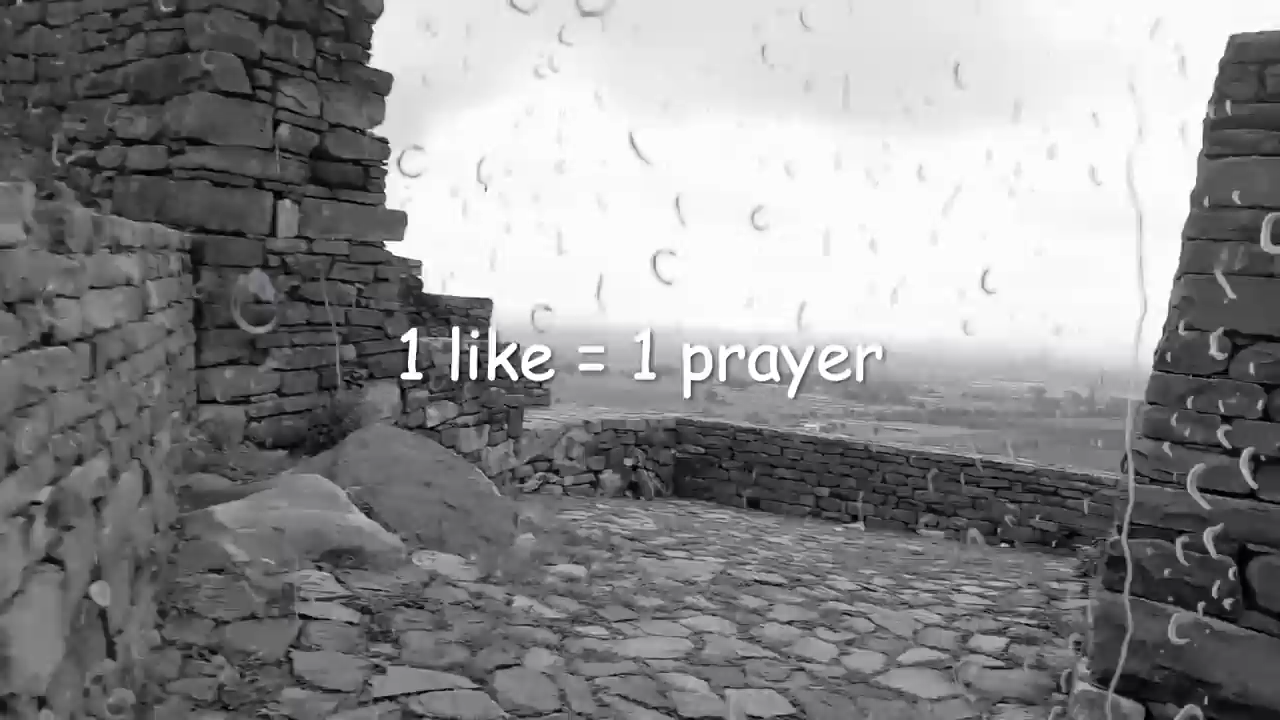 1 like = 1 prayer